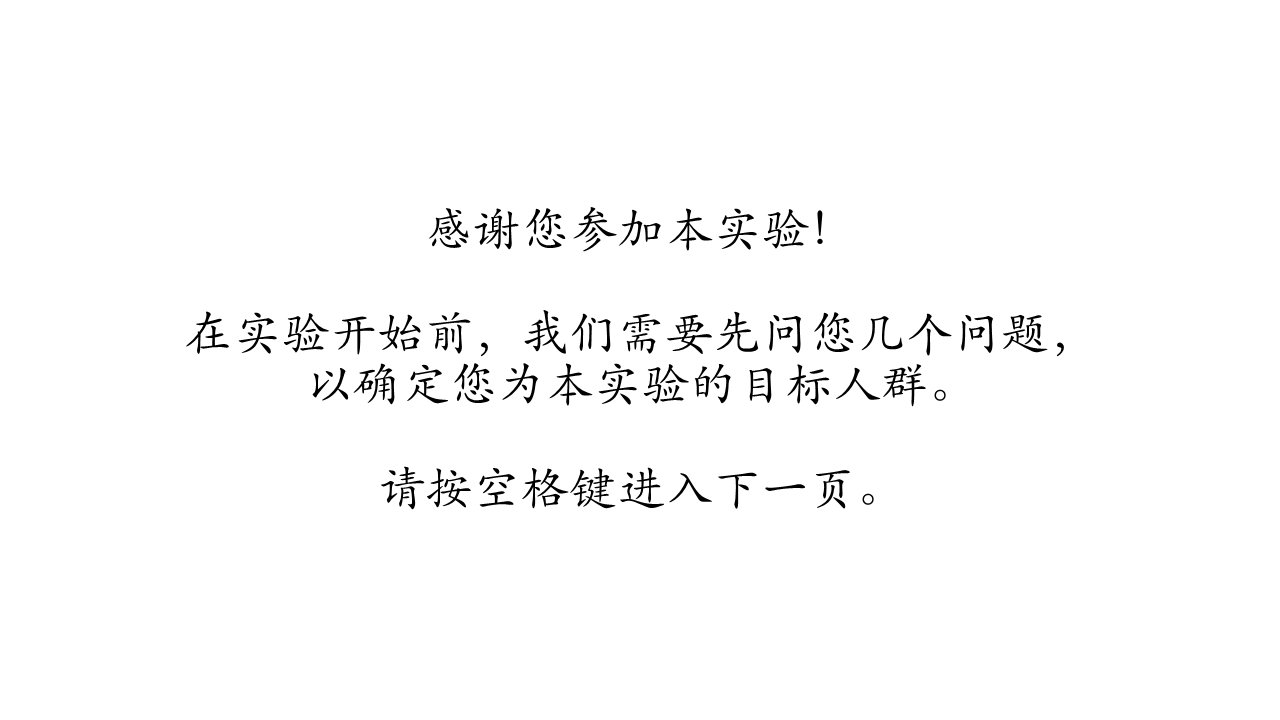 感谢您参加本实验！
在实验开始前，我们需要先问您几个问题，
以确定您为本实验的目标人群。
请按空格键进入下一页。